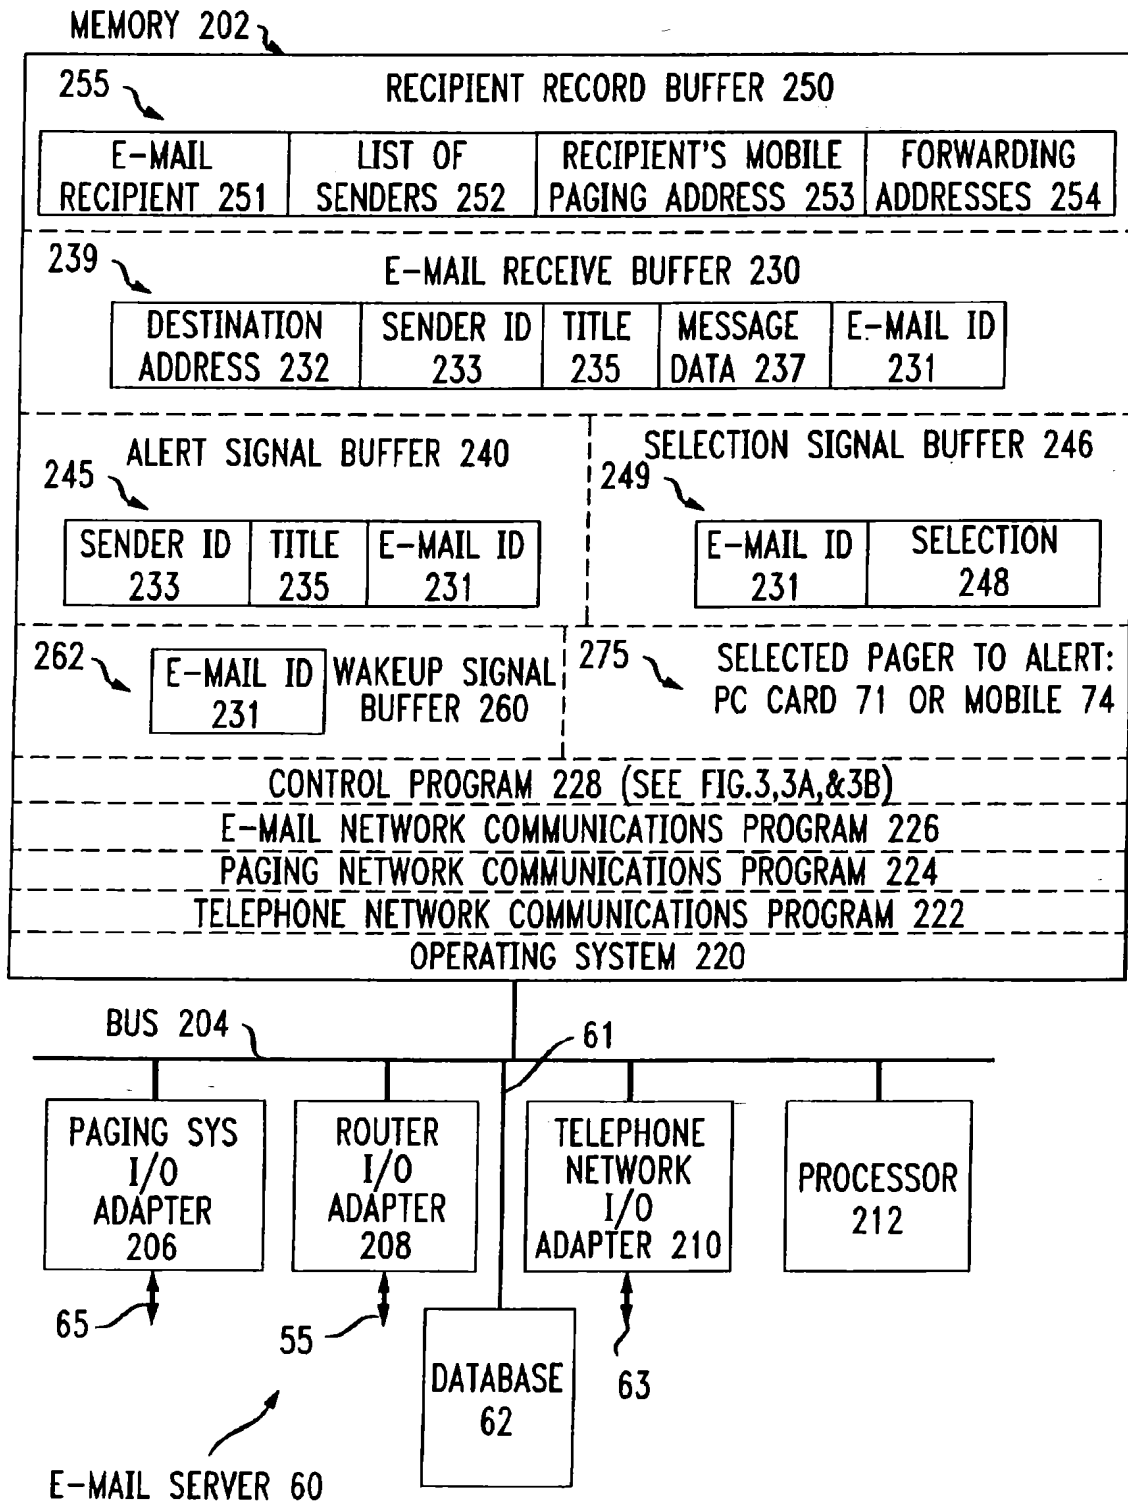 MEMORY 202
255
RECIPIENT RECORD BUFFER 250
E-MAIL RECIPIENT 251
LIST OF SENDERS 252
RECIPIENT'S MOBILE PAGING ADDRESS 253
FORWARDING ADDRESSES 254
239
E-MAIL RECEIVE BUFFER 230
DESTINATION ADDRESS 232
SENDER ID 233
TITLE 235
MESSAGE DATA 237
E-MAIL ID 231
ALERT SIGNAL BUFFER 240
245
SENDER ID 233
TITLE 235
E-MAIL ID 231
SELECTION SIGNAL BUFFER 246
249
E-MAIL ID 231
SELECTION 248
262
E-MAIL ID 231
WAKEUP SIGNAL BUFFER 260
275
SELECTED PAGER TO ALERT:
PC CARD 71 OR MOBILE 74
CONTROL PROGRAM 228 (SEE FIG.3,3A,&3B)
E-MAIL NETWORK COMMUNICATIONS PROGRAM 226
PAGING NETWORK COMMUNICATIONS PROGRAM 224
TELEPHONE NETWORK COMMUNICATIONS PROGRAM 222
OPERATING SYSTEM 220
BUS 204
61
PAGING SYS
I/O
ADAPTER
206
ROUTER
I/O
ADAPTER
208
TELEPHONE
NETWORK
I/O
ADAPTER 210
PROCESSOR
212
65
55
63
DATABASE
62
E-MAIL SERVER 60